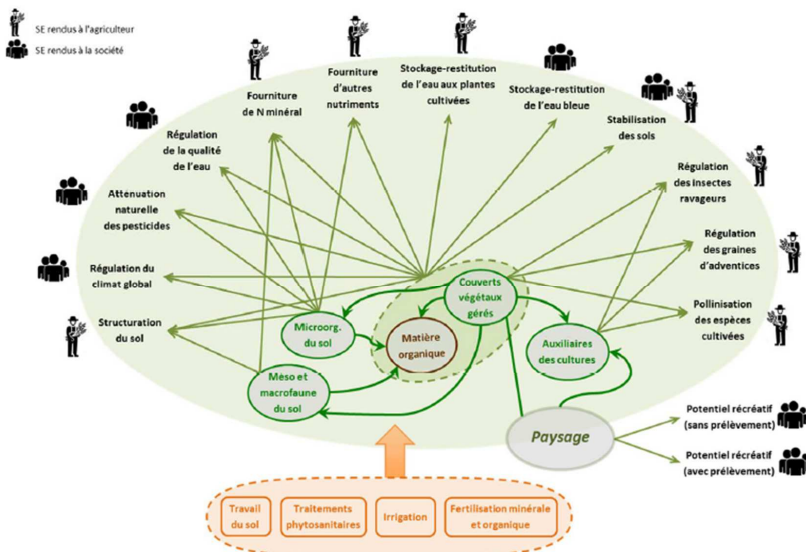 SE rendus à l'agriculteur
SE rendus à la société
Fourniture
de N minéral
Fourniture
d'autres
nutriments
Stockage-restitution
de l'eau aux plantes
cultivées
Stockage-restitution
de l'eau bleue
Stabilisation
des sols
Régulation
de la qualité
de l'eau
Régulation
des insectes
ravageurs
Atténuation
naturelle
des pesticides
Régulation
des graines
d'adventices
Régulation du
climat global
Pollinisation
des espèces
cultivées
Structuration
du sol
Couverts
végétaux
gérés
Microorg.
du sol
Matière
organique
Auxiliaires
des cultures
Méso et
macrofaune
du sol
Paysage
Potentiel récréatif
(sans prélèvement)
Potentiel récréatif
(avec prélèvement)
Travail
du sol
Traitements
phytosanitaires
Irrigation
Fertilisation minérale
et organique